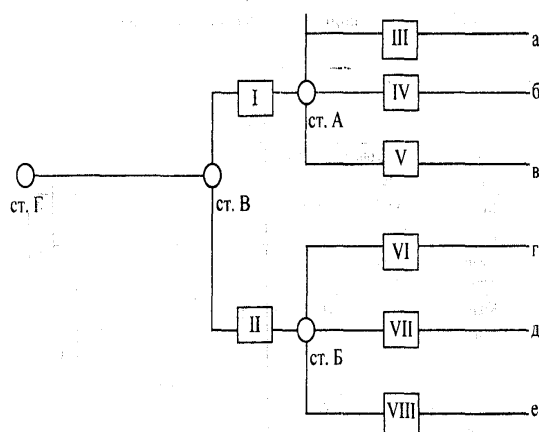 III
а
I
IV
б
ст. А
V
в
ст. Г
ст. В
VI
г
II
VII
д
ст. Б
VIII
е